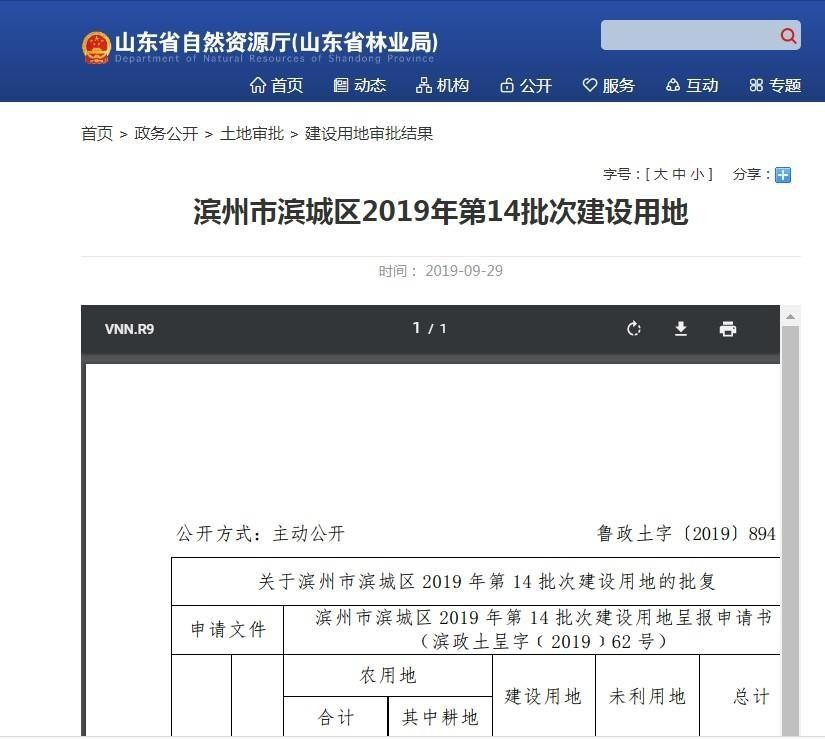 山东省自然资源厅(山东省林业局)
Department of Natural Resources of Shandong Province
首页 动态 机构 公开 服务 互动 专题
首页 > 政务公开 > 土地审批 > 建设用地审批结果
字号：[ 大 中 小 ] 分享：
滨州市滨城区2019年第14批次建设用地
时间： 2019-09-29
VNN.R9 1 / 1
公开方式：主动公开 鲁政土字〔2019〕894
关于滨州市滨城区 2019 年第 14 批次建设用地的批复
申请文件 滨州市滨城区 2019 年第 14 批次建设用地呈报申请书
（滨政土呈字﹝2019﹞62 号）
农用地 建设用地 未利用地 总计
合计 其中耕地